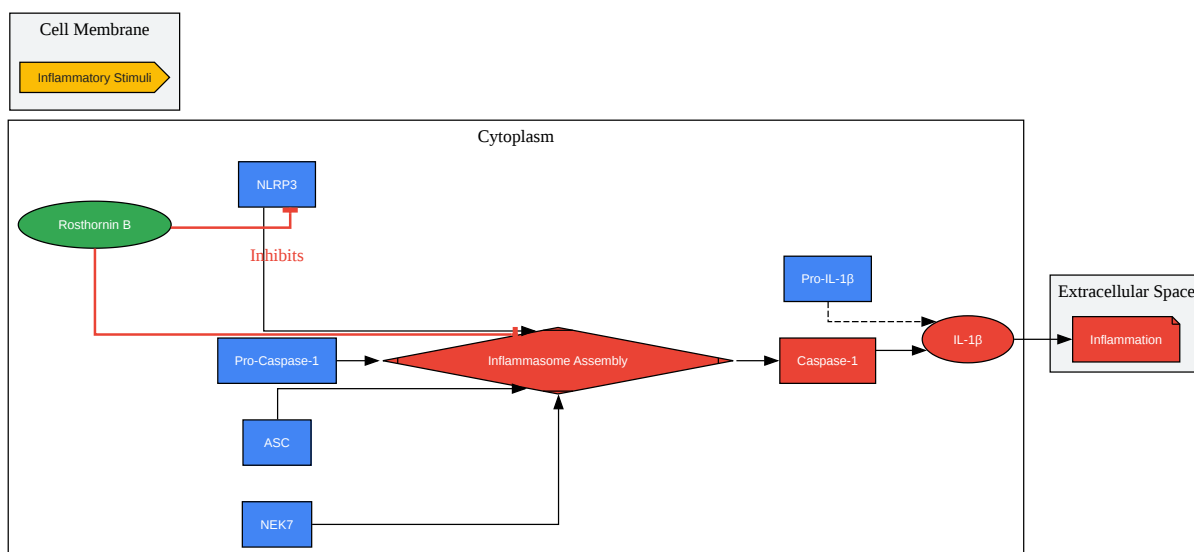 Cell Membrane
Inflammatory Stimuli
Cytoplasm
NLRP3
Rosthornin B
Inhibits
Pro-IL-1β
Extracellular Space
IL-1β
Inflammation
Pro-Caspase-1
Inflammasome Assembly
Caspase-1
ASC
NEK7